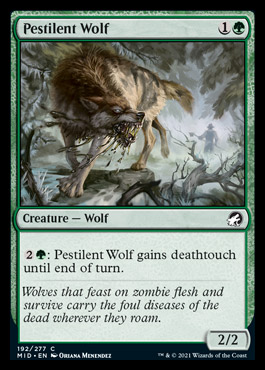 Pestilent Wolf 1
Creature — Wolf
2 : Pestilent Wolf gains deathtouch
until end of turn.
Wolves that feast on zombie flesh and
survive carry the foul diseases of the
dead wherever they roam.
2/2
192/277 C
MID • EN Oriana Menendez
™ & © 2021 Wizards of the Coast